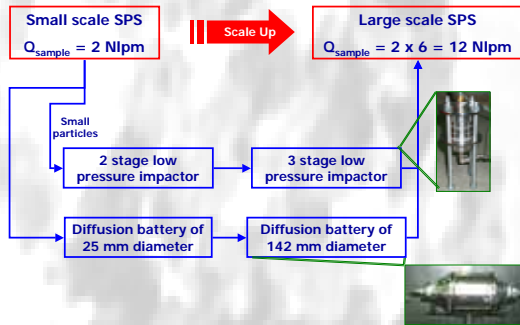 Small scale SPS
Q_sample = 2 Nlpm
Scale Up
Large scale SPS
Q_sample = 2 x 6 = 12 Nlpm
Small
particles
2 stage low
pressure impactor
3 stage low
pressure impactor
Diffusion battery of
25 mm diameter
Diffusion battery of
142 mm diameter